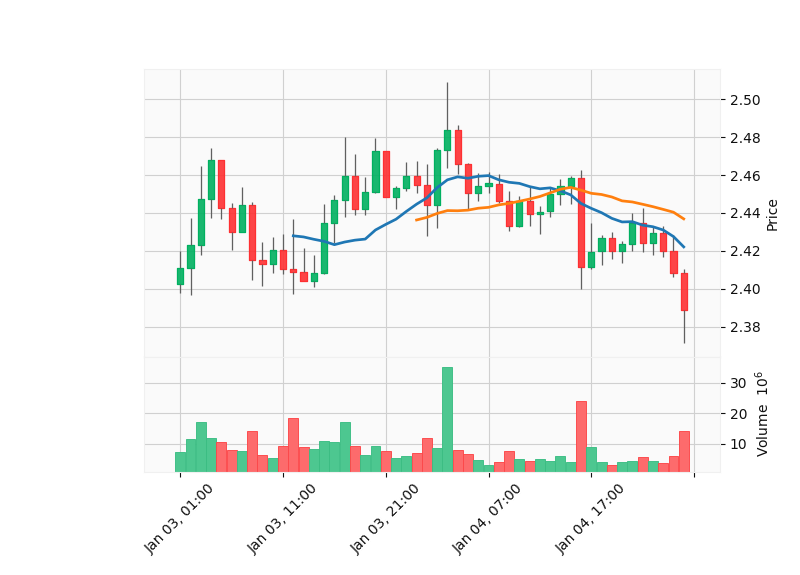 2.50
2.48
2.46
2.44
2.42
2.40
2.38
Price
30
20
10
Volume 10^6
Jan 03, 01:00
Jan 03, 11:00
Jan 03, 21:00
Jan 04, 07:00
Jan 04, 17:00